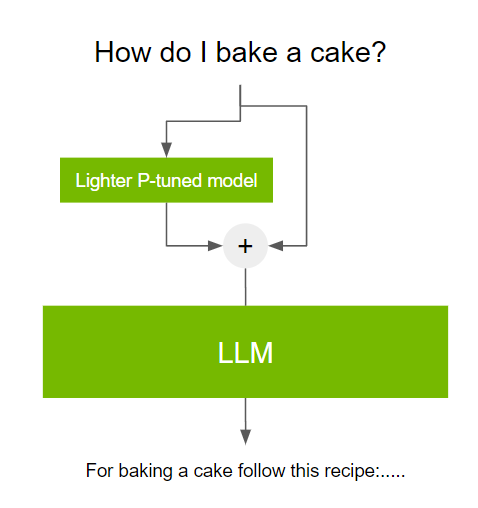 How do I bake a cake?
Lighter P-tuned model
+
LLM
For baking a cake follow this recipe:.....